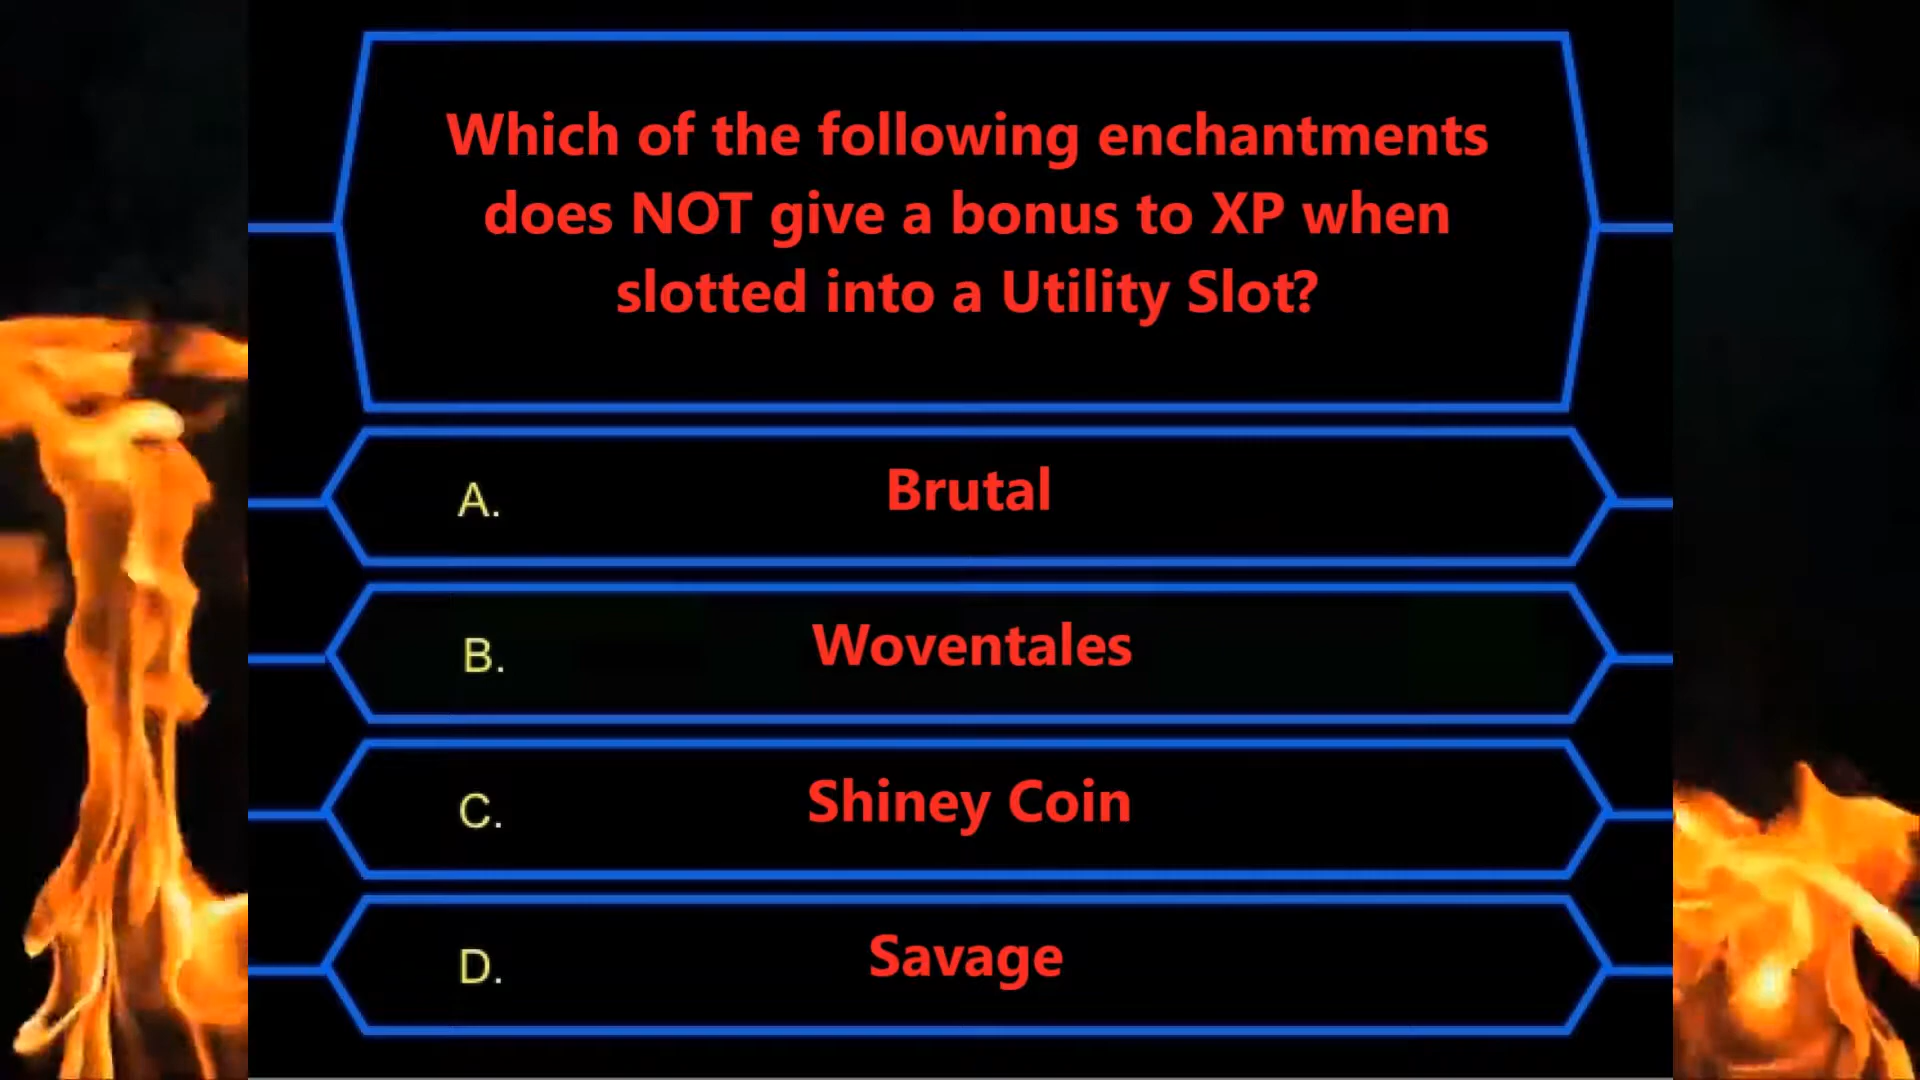 Which of the following enchantments
does NOT give a bonus to XP when
slotted into a Utility Slot?
A. Brutal
B. Woventales
C. Shiney Coin
D. Savage